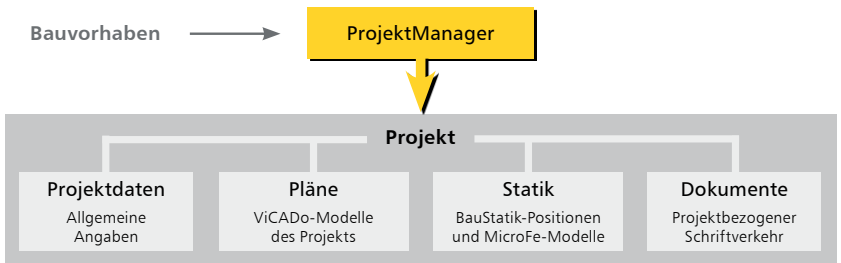 Bauvorhaben
ProjektManager
Projekt
Projektdaten
Allgemeine
Angaben
Pläne
ViCADo-Modelle
des Projekts
Statik
BauStatik-Positionen
und MicroFe-Modelle
Dokumente
Projektbezogener
Schriftverkehr